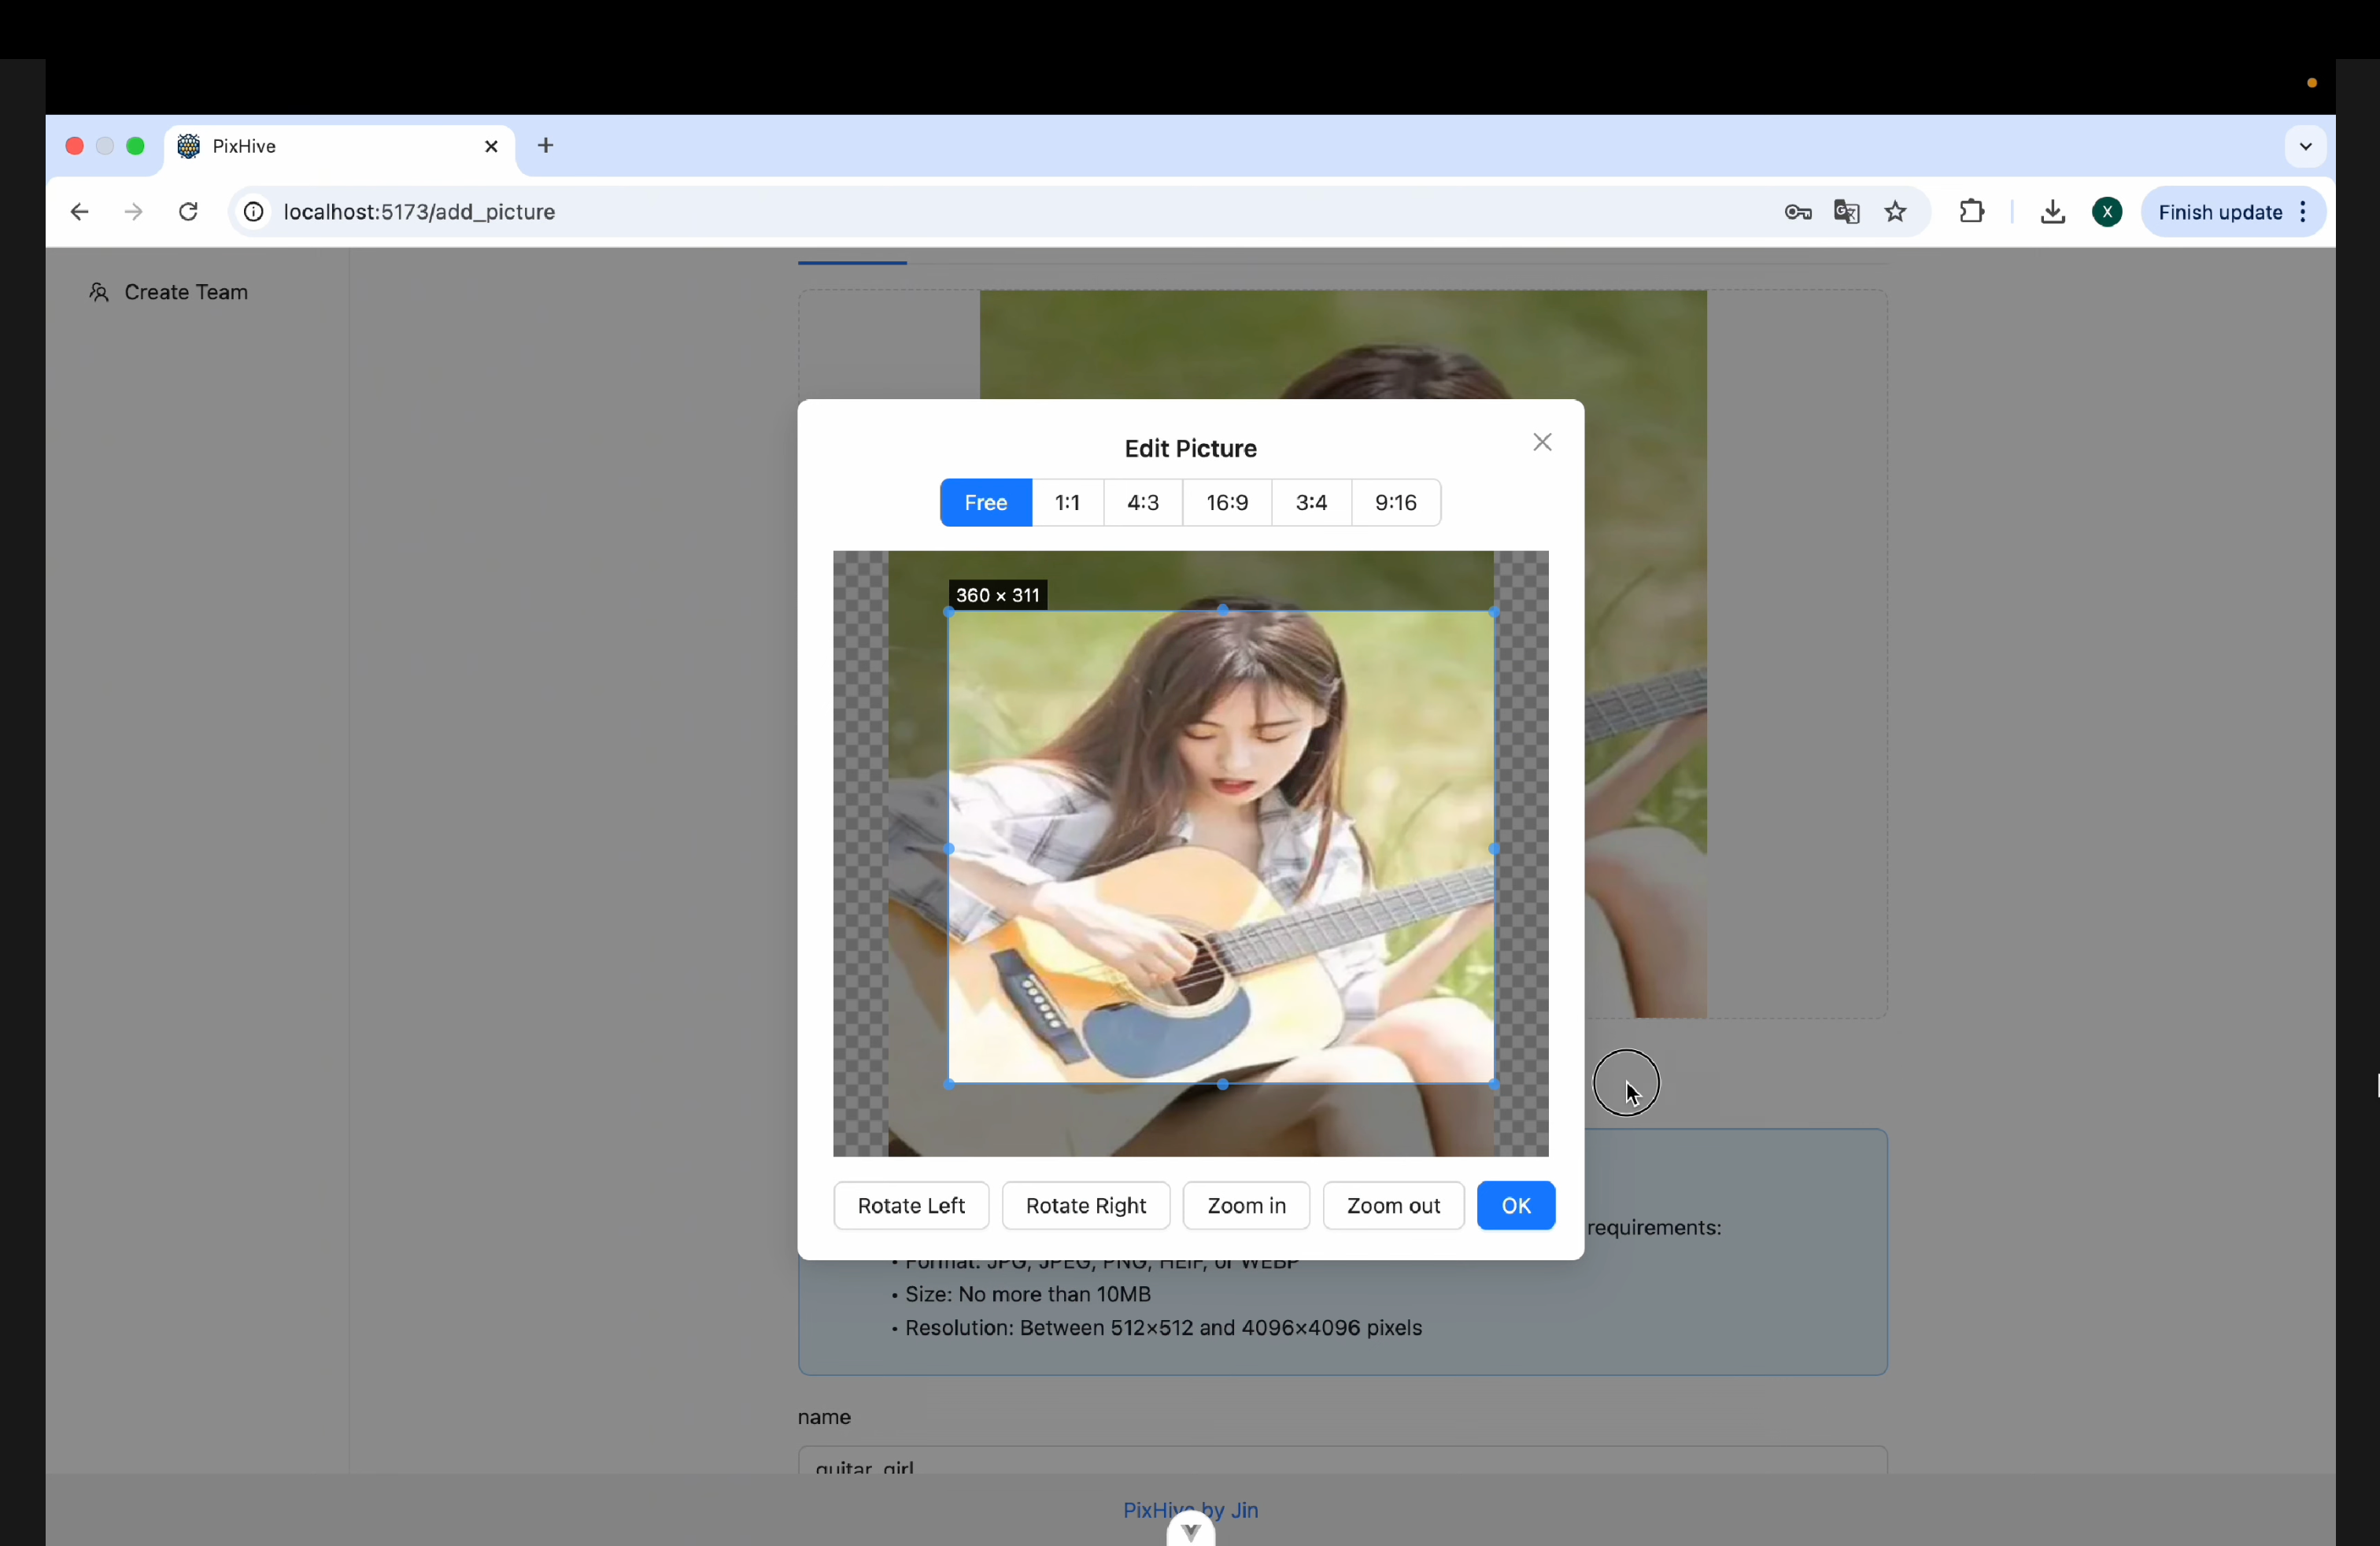 PixHive
localhost:5173/add_picture
X
Finish update
Create Team
Edit Picture
Free 1:1 4:3 16:9 3:4 9:16
360 × 311
Rotate Left Rotate Right Zoom in Zoom out OK
requirements:
• Format: JPG, JPEG, PNG, HEIF, or WEBP
• Size: No more than 10MB
• Resolution: Between 512×512 and 4096×4096 pixels
name
guitar_girl
PixHive by Jin